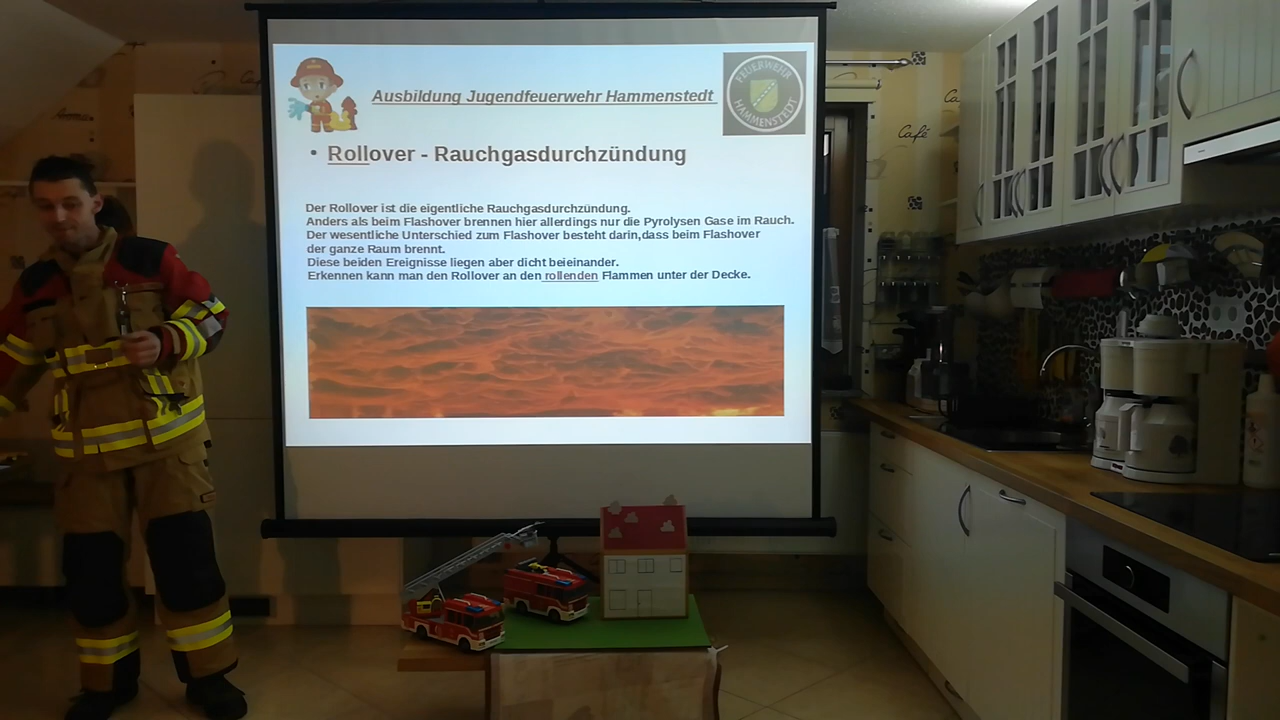 Ausbildung Jugendfeuerwehr Hammenstedt
FEUERWEHR
HAMMENSTEDT
• Rollover - Rauchgasdurchzündung
Der Rollover ist die eigentliche Rauchgasdurchzündung.
Anders als beim Flashover brennen hier allerdings nur die Pyrolysen Gase im Rauch.
Der wesentliche Unterschied zum Flashover besteht darin,dass beim Flashover
der ganze Raum brennt.
Diese beiden Ereignisse liegen aber dicht beieinander.
Erkennen kann man den Rollover an den rollenden Flammen unter der Decke.
Café